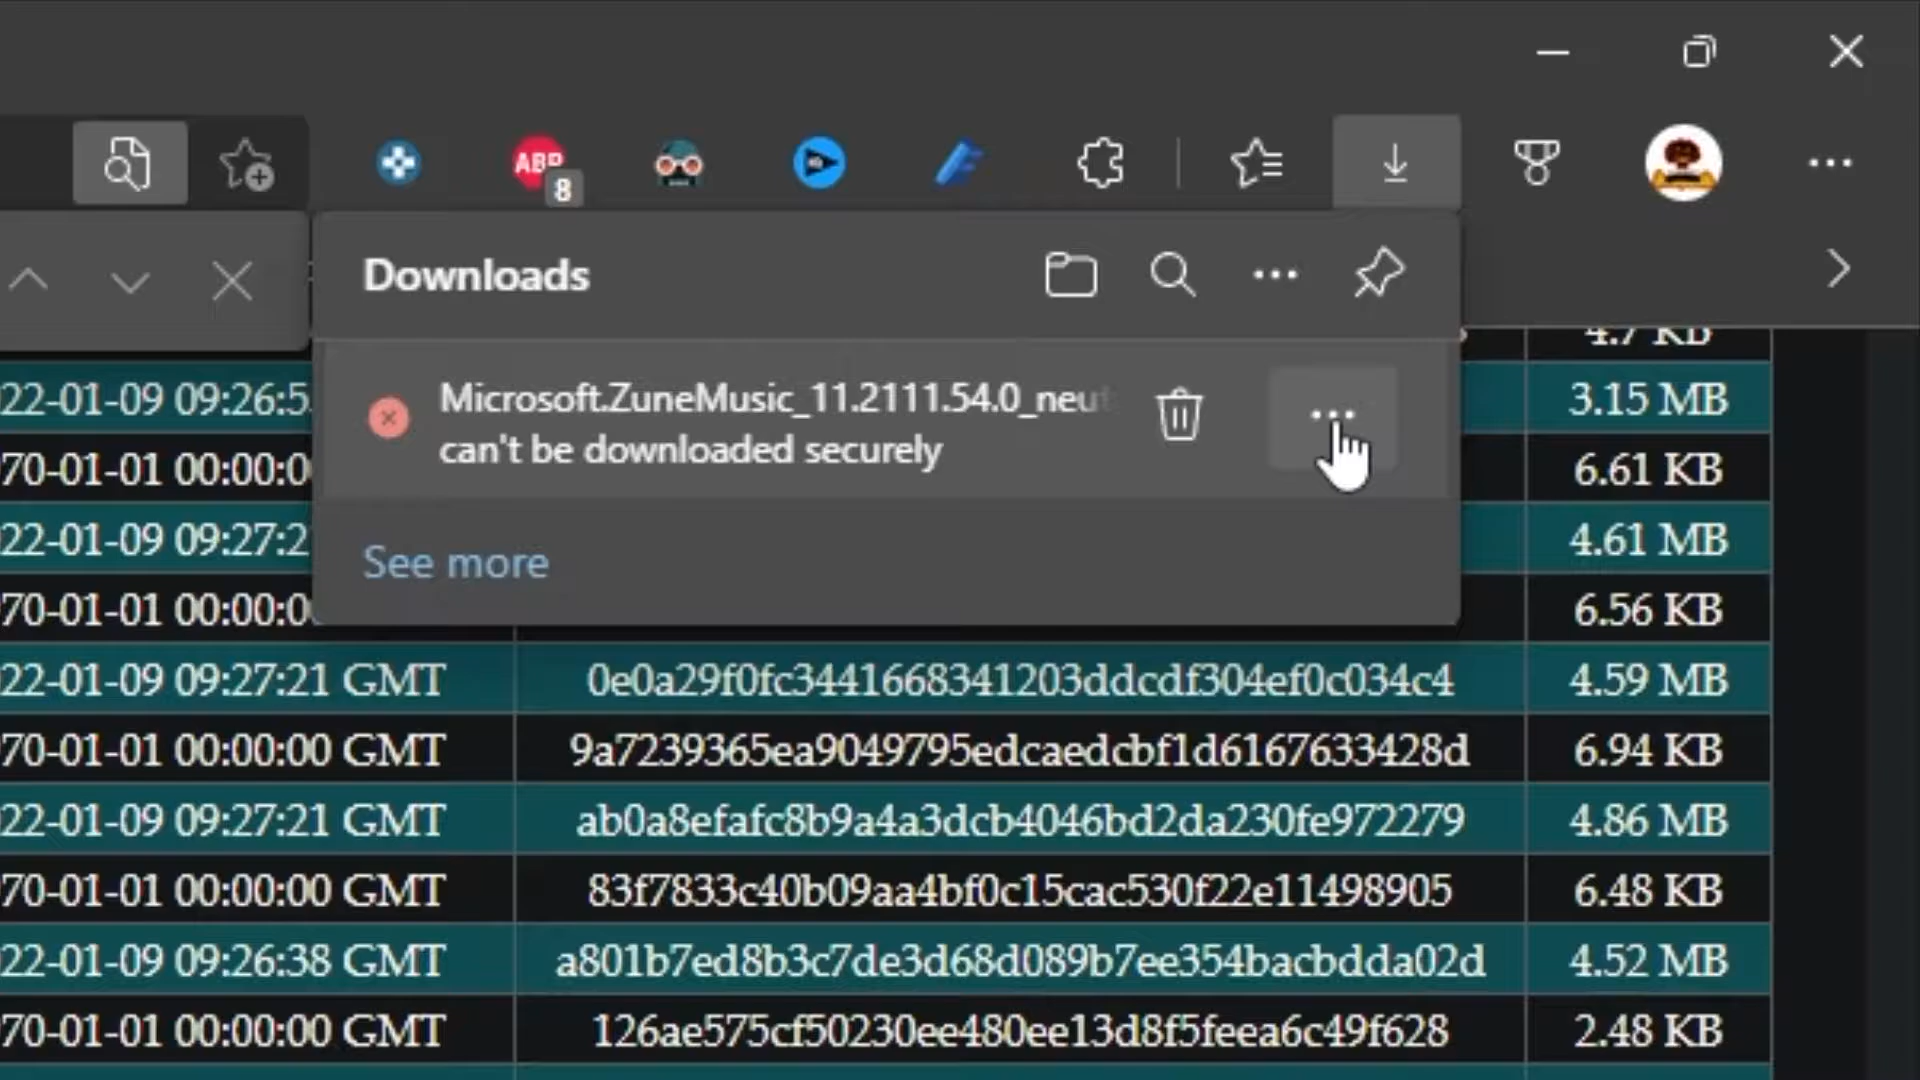 ABP
8
Downloads
Microsoft.ZuneMusic_11.2111.54.0_neut
can't be downloaded securely
See more
4.7 KB
22-01-09 09:26:5
3.15 MB
70-01-01 00:00:0
6.61 KB
22-01-09 09:27:2
4.61 MB
70-01-01 00:00:0
6.56 KB
22-01-09 09:27:21 GMT 0e0a29f0fc3441668341203ddcdf304ef0c034c4 4.59 MB
70-01-01 00:00:00 GMT 9a7239365ea9049795edcaedcbf1d6167633428d 6.94 KB
22-01-09 09:27:21 GMT ab0a8efafc8b9a4a3dcb4046bd2da230fe972279 4.86 MB
70-01-01 00:00:00 GMT 83f7833c40b09aa4bf0c15cac530f22e11498905 6.48 KB
22-01-09 09:26:38 GMT a801b7ed8b3c7de3d68d089b7ee354bacbdda02d 4.52 MB
70-01-01 00:00:00 GMT 126ae575cf50230ee480ee13d8f5feea6c49f628 2.48 KB